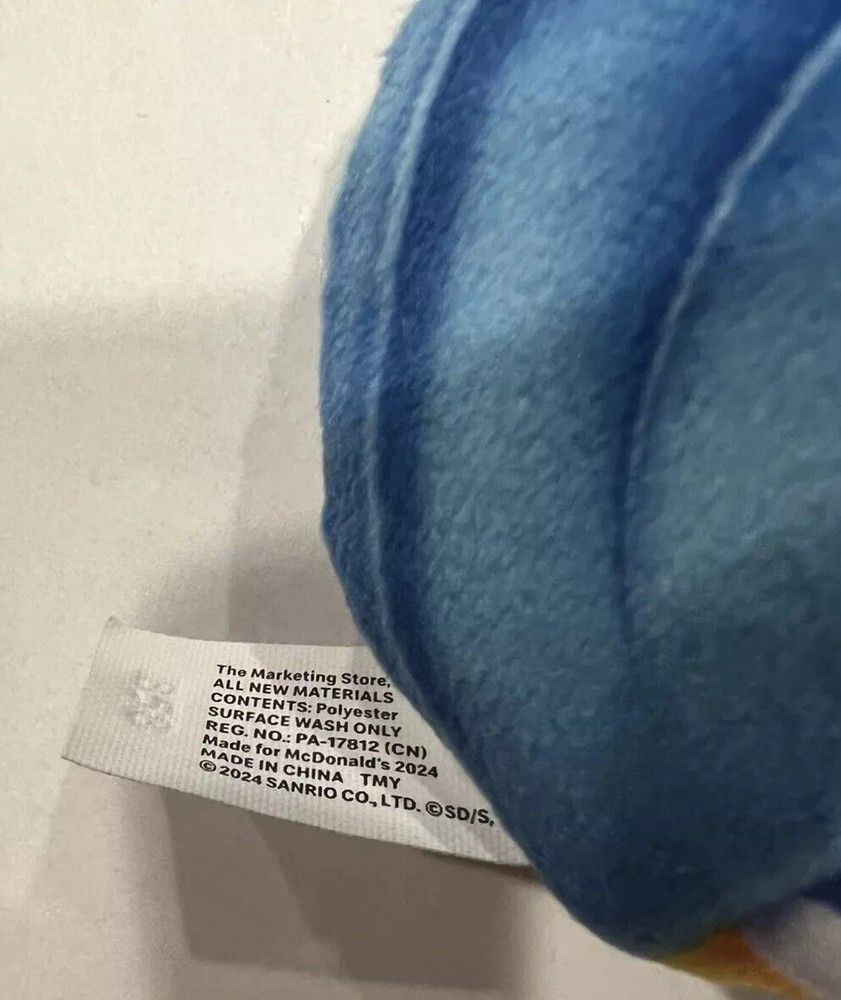 The Marketing Store,
ALL NEW MATERIALS
CONTENTS: Polyester
SURFACE WASH ONLY
REG. NO.: PA-17812 (CN)
Made for McDonald's 2024
MADE IN CHINA TMY
©2024 SANRIO CO., LTD. ©SD/S,